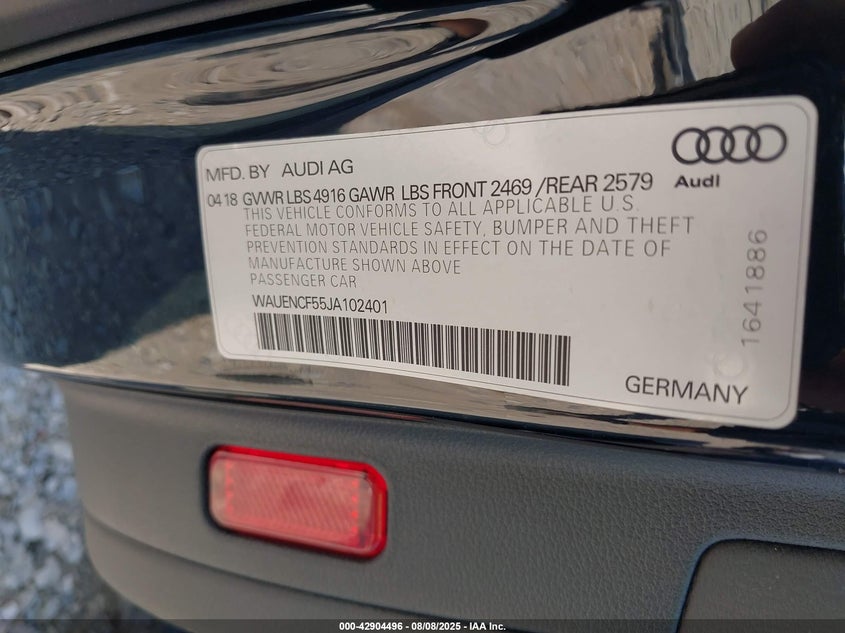 MFD. BY AUDI AG
Audi
04 18 GVWR LBS 4916 GAWR LBS FRONT 2469 / REAR 2579
THIS VEHICLE CONFORMS TO ALL APPLICABLE U.S.
FEDERAL MOTOR VEHICLE SAFETY, BUMPER AND THEFT
PREVENTION STANDARDS IN EFFECT ON THE DATE OF
MANUFACTURE SHOWN ABOVE
PASSENGER CAR
WAUENCF55JA102401
1641886
GERMANY
000-42904496 - 08/08/2025 - IAA Inc.